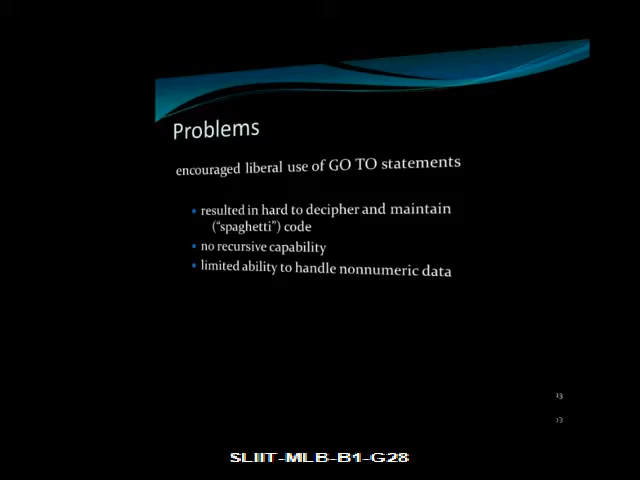 Problems
encouraged liberal use of GO TO statements
• resulted in hard to decipher and maintain
("spaghetti") code
• no recursive capability
• limited ability to handle nonnumeric data
13
13
SLIIT-MLB-B1-G28